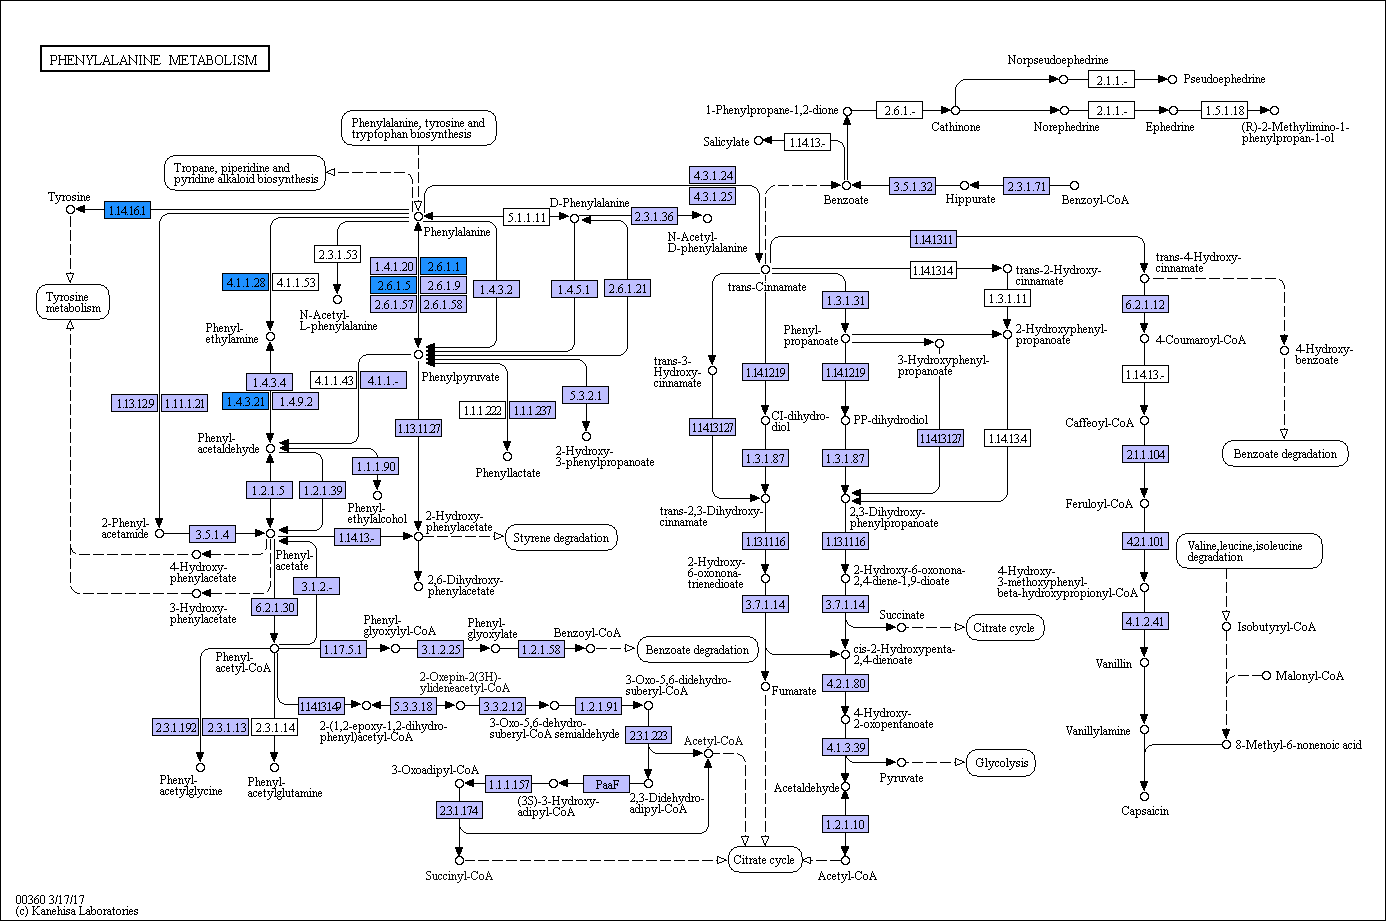 PHENYLALANINE METABOLISM
Phenylalanine, tyrosine and
tryptophan biosynthesis
Tropane, piperidine and
pyridine alkaloid biosynthesis
Tyrosine
1.14.16.1
Tyrosine
metabolism
Norpseudoephedrine
2.1.1.-
Pseudoephedrine
1-Phenylpropane-1,2-dione
2.6.1.-
Cathinone
Norephedrine
2.1.1.-
Ephedrine
1.5.1.18
(R)-2-Methylimino-1-
phenylpropan-1-ol
Salicylate
1.14.13.-
4.3.1.24
4.3.1.25
Benzoate
3.5.1.32
Hippurate
2.3.1.71
Benzoyl-CoA
Phenylalanine
5.1.1.11
D-Phenylalanine
2.3.1.36
N-Acetyl-
D-phenylalanine
2.3.1.53
N-Acetyl-
L-phenylalanine
4.1.1.28
4.1.1.53
1.4.1.20
2.6.1.1
2.6.1.5
2.6.1.9
2.6.1.57
2.6.1.58
1.4.3.2
1.4.5.1
2.6.1.21
Phenyl-
ethylamine
Phenylpyruvate
1.4.3.4
1.4.3.21
1.4.9.2
4.1.1.43
4.1.1.-
1.13.12.9
1.11.1.21
1.13.11.27
1.1.1.222
1.1.1.237
5.3.2.1
Phenyllactate
2-Hydroxy-
3-phenylpropanoate
Phenyl-
acetaldehyde
1.1.1.90
Phenyl-
ethylalcohol
1.2.1.5
1.2.1.39
2-Phenyl-
acetamide
3.5.1.4
Phenyl-
acetate
1.14.13.-
2-Hydroxy-
phenylacetate
Styrene degradation
2,6-Dihydroxy-
phenylacetate
4-Hydroxy-
phenylacetate
3-Hydroxy-
phenylacetate
3.1.2.-
6.2.1.30
Phenyl-
acetyl-CoA
1.17.5.1
Phenyl-
glyoxylyl-CoA
3.1.2.25
Phenyl-
glyoxylate
1.2.1.58
Benzoyl-CoA
Benzoate degradation
1.14.13.149
2-(1,2-epoxy-1,2-dihydro-
phenyl)acetyl-CoA
5.3.3.18
2-Oxepin-2(3H)-
ylideneacetyl-CoA
3.3.2.12
3-Oxo-5,6-dehydro-
suberyl-CoA semialdehyde
1.2.1.91
3-Oxo-5,6-didehydro-
suberyl-CoA
2.3.1.192
2.3.1.13
2.3.1.14
Phenyl-
acetylglycine
Phenyl-
acetylglutamine
2.3.1.223
Acetyl-CoA
3-Oxoadipyl-CoA
1.1.1.157
(3S)-3-Hydroxy-
adipyl-CoA
PaaF
2,3-Didehydro-
adipyl-CoA
2.3.1.174
Succinyl-CoA
Citrate cycle
trans-Cinnamate
1.14.13.11
1.14.13.14
trans-2-Hydroxy-
cinnamate
1.3.1.11
1.3.1.31
Phenyl-
propanoate
2-Hydroxyphenyl-
propanoate
3-Hydroxyphenyl-
propanoate
trans-3-
Hydroxy-
cinnamate
1.14.12.19
1.14.12.19
CI-dihydro-
diol
PP-dihydrodiol
1.14.13.127
1.14.13.127
1.14.13.4
1.3.1.87
1.3.1.87
trans-2,3-Dihydroxy-
cinnamate
2,3-Dihydroxy-
phenylpropanoate
1.13.11.16
1.13.11.16
2-Hydroxy-
6-oxonona-
trienedioate
2-Hydroxy-6-oxonona-
2,4-diene-1,9-dioate
3.7.1.14
3.7.1.14
Succinate
Citrate cycle
cis-2-Hydroxypenta-
2,4-dienoate
Fumarate
4.2.1.80
4-Hydroxy-
2-oxopentanoate
4.1.3.39
Pyruvate
Glycolysis
Acetaldehyde
1.2.1.10
Acetyl-CoA
trans-4-Hydroxy-
cinnamate
6.2.1.12
4-Coumaroyl-CoA
4-Hydroxy-
benzoate
1.14.13.-
Caffeoyl-CoA
Benzoate degradation
2.1.1.104
Feruloyl-CoA
4.2.1.101
Valine,leucine,isoleucine
degradation
4-Hydroxy-
3-methoxyphenyl-
beta-hydroxypropionyl-CoA
4.1.2.41
Isobutyryl-CoA
Vanillin
Malonyl-CoA
Vanillylamine
8-Methyl-6-nonenoic acid
Capsaicin
00360 3/17/17
(c) Kanehisa Laboratories